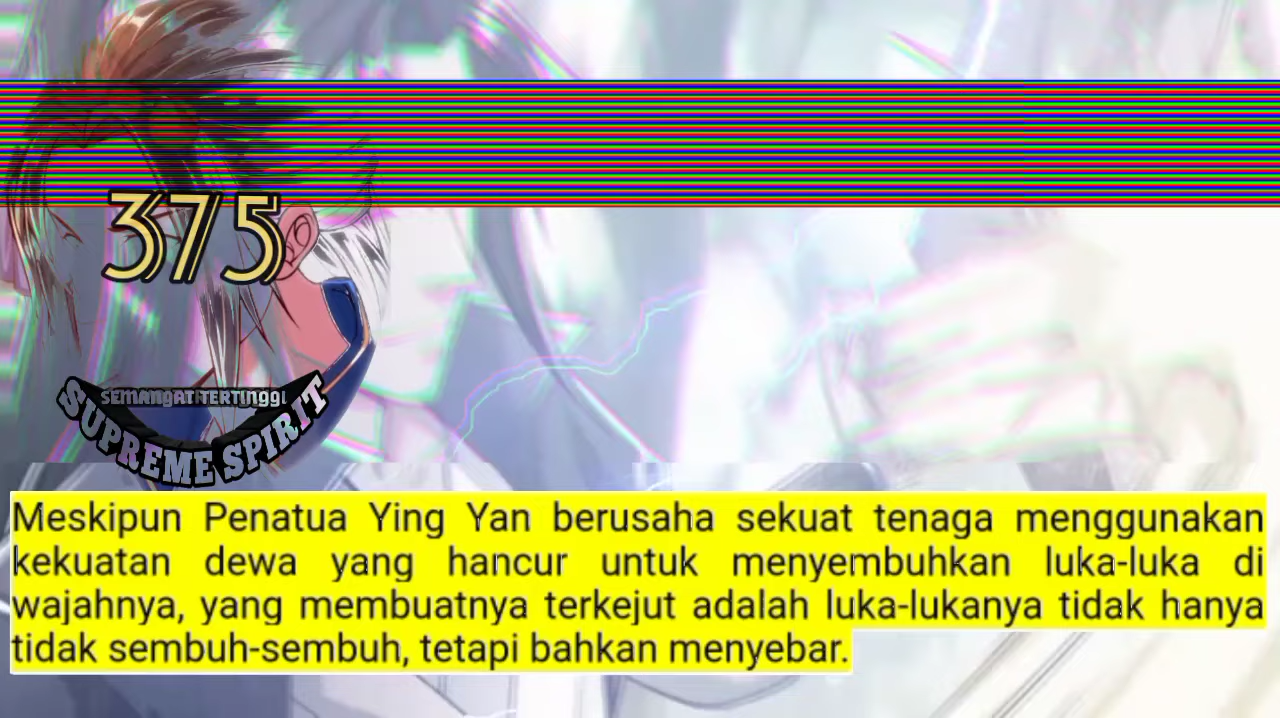 375
SEMANGAT TERTINGGI
SUPREME SPIRIT
Meskipun Penatua Ying Yan berusaha sekuat tenaga menggunakan
kekuatan dewa yang hancur untuk menyembuhkan luka-luka di
wajahnya, yang membuatnya terkejut adalah luka-lukanya tidak hanya
tidak sembuh-sembuh, tetapi bahkan menyebar.